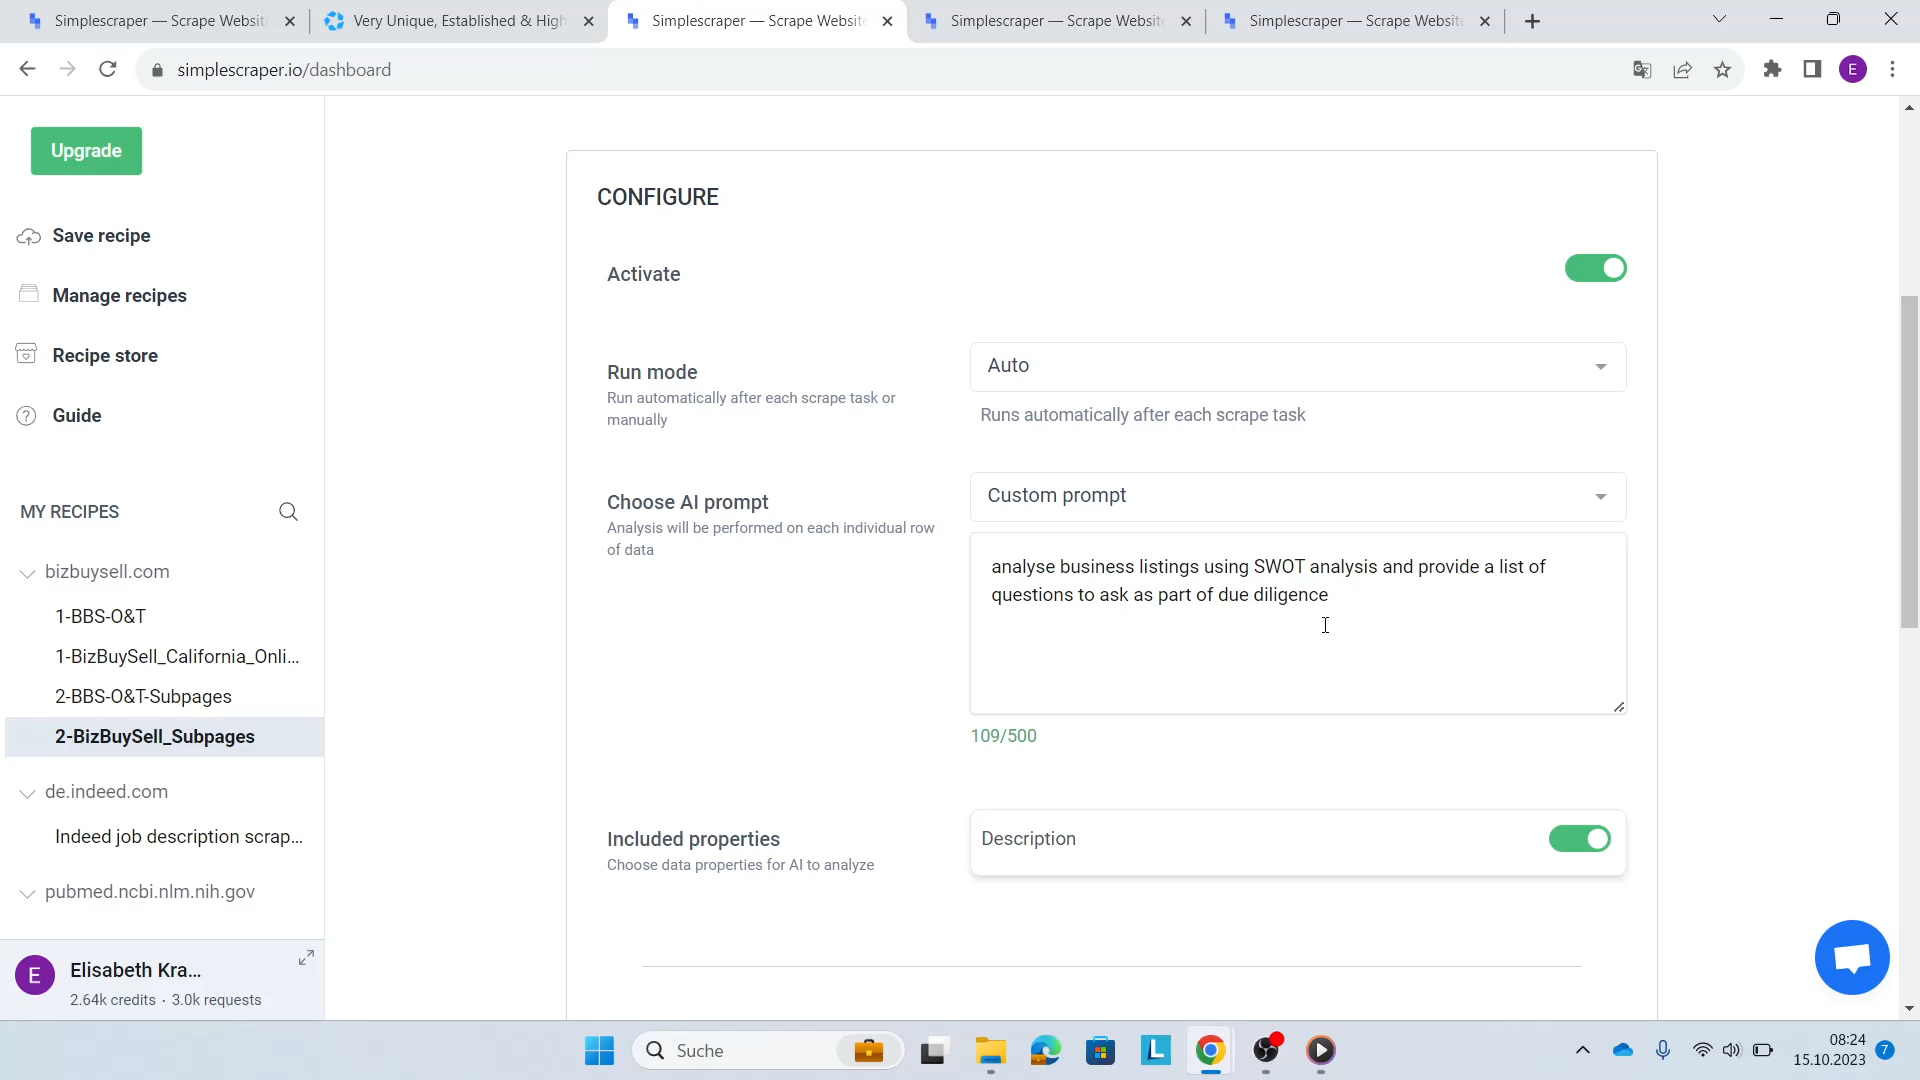 Simplescraper — Scrape Websit
Very Unique, Established & High
Simplescraper — Scrape Websit
Simplescraper — Scrape Website
Simplescraper — Scrape Website
simplescraper.io/dashboard
E
Upgrade
Save recipe
Manage recipes
Recipe store
Guide
MY RECIPES
bizbuysell.com
1-BBS-O&T
1-BizBuySell_California_Onli...
2-BBS-O&T-Subpages
2-BizBuySell_Subpages
de.indeed.com
Indeed job description scrap...
pubmed.ncbi.nlm.nih.gov
E
Elisabeth Kra...
2.64k credits · 3.0k requests
CONFIGURE
Activate
Run mode
Run automatically after each scrape task or
manually
Auto
Runs automatically after each scrape task
Choose AI prompt
Analysis will be performed on each individual row
of data
Custom prompt
analyse business listings using SWOT analysis and provide a list of
questions to ask as part of due diligence
109/500
Included properties
Choose data properties for AI to analyze
Description
Suche
L
08:24
15.10.2023
7